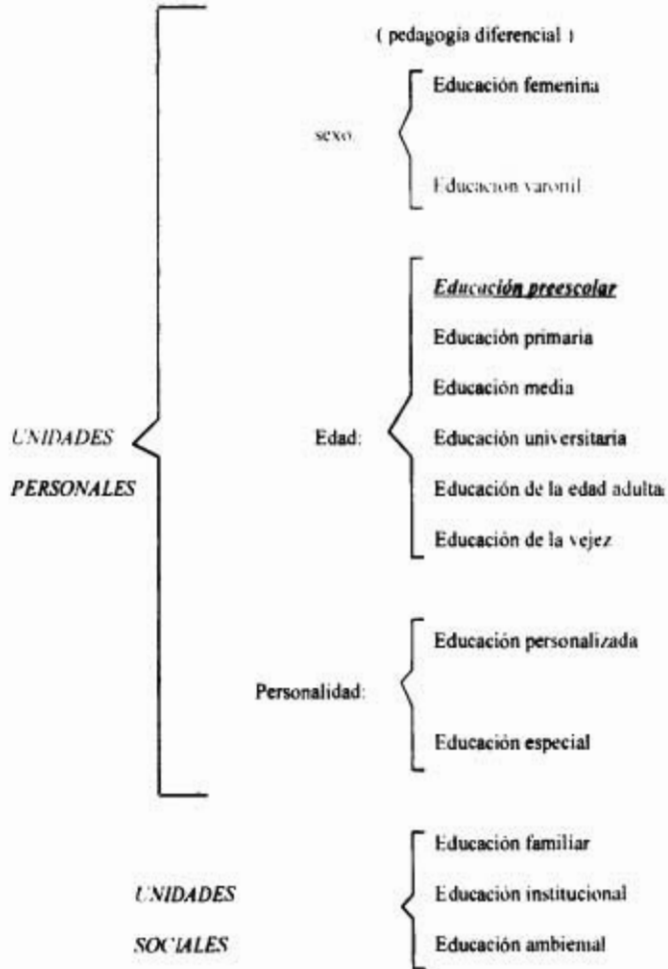 ( pedagogía diferencial )
Educación femenina
sexo:
Educación varonil
Educación preescolar
Educación primaria
Educación media
UNIDADES
Edad:
Educación universitaria
PERSONALES
Educación de la edad adulta
Educación de la vejez
Educación personalizada
Personalidad:
Educación especial
Educación familiar
UNIDADES
Educación institucional
SOCIALES
Educación ambiental